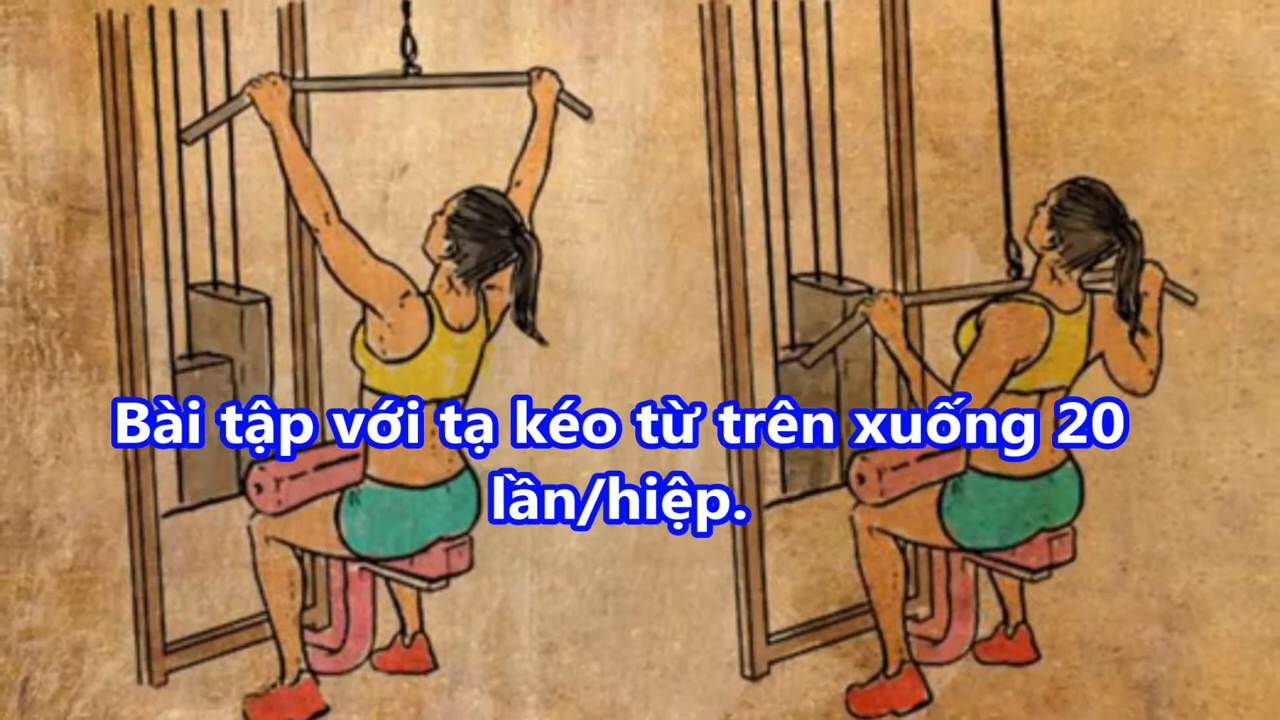 Bài tập với tạ kéo từ trên xuống 20
lần/hiệp.